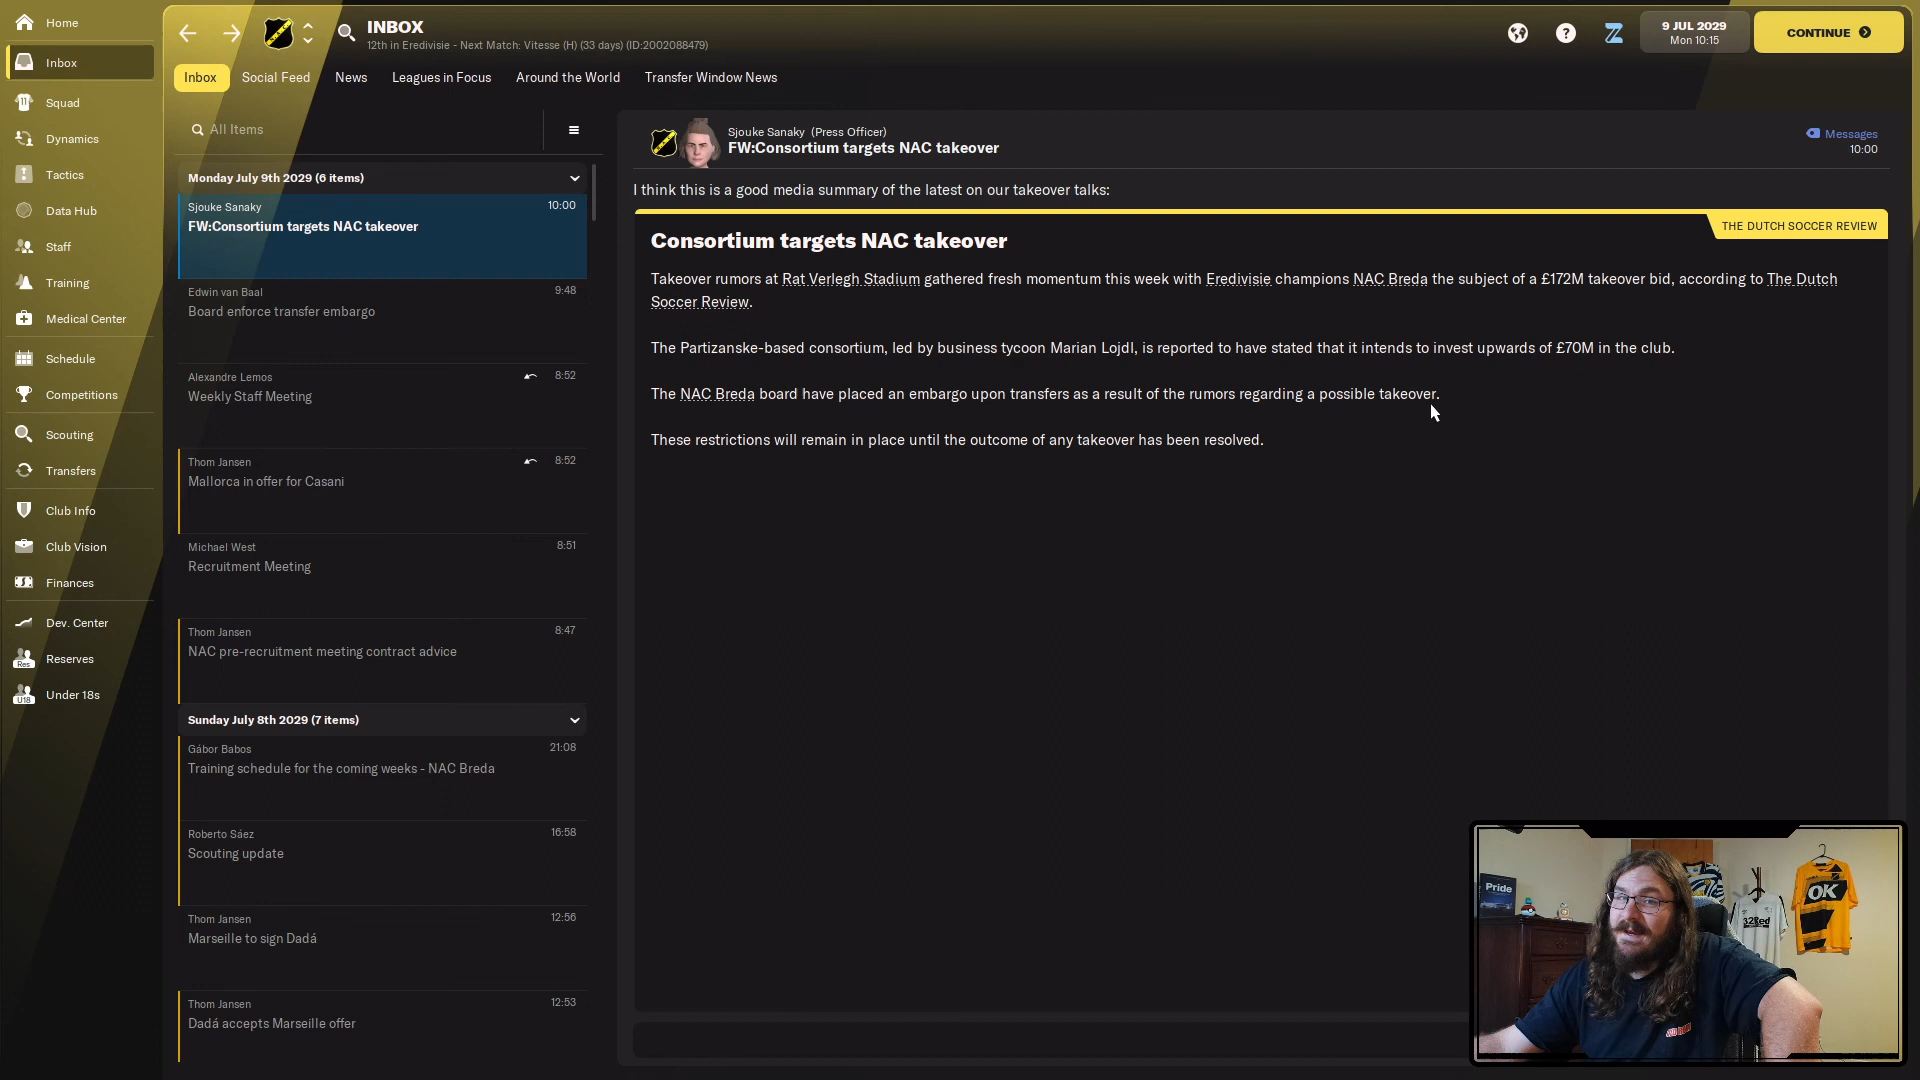 Home
Inbox
Squad
Dynamics
Tactics
Data Hub
Staff
Training
Medical Center
Schedule
Competitions
Scouting
Transfers
Club Info
Club Vision
Finances
Dev. Center
Res
Reserves
U18
Under 18s
NAC
INBOX
12th in Eredivisie - Next Match: Vitesse (H) (33 days) (ID:2002088479)
9 JUL 2029
Mon 10:15
CONTINUE
Inbox
Social Feed
News
Leagues in Focus
Around the World
Transfer Window News
All Items
Monday July 9th 2029 (6 items)
Sjouke Sanaky 10:00
FW:Consortium targets NAC takeover
Edwin van Baal 9:48
Board enforce transfer embargo
Alexandre Lemos 8:52
Weekly Staff Meeting
Thom Jansen 8:52
Mallorca in offer for Casani
Michael West 8:51
Recruitment Meeting
Thom Jansen 8:47
NAC pre-recruitment meeting contract advice
Sunday July 8th 2029 (7 items)
Gábor Babos 21:08
Training schedule for the coming weeks - NAC Breda
Roberto Sáez 16:58
Scouting update
Thom Jansen 12:56
Marseille to sign Dadá
Thom Jansen 12:53
Dadá accepts Marseille offer
Sjouke Sanaky (Press Officer)
FW:Consortium targets NAC takeover
Messages
10:00
I think this is a good media summary of the latest on our takeover talks:
THE DUTCH SOCCER REVIEW
Consortium targets NAC takeover
Takeover rumors at Rat Verlegh Stadium gathered fresh momentum this week with Eredivisie champions NAC Breda the subject of a £172M takeover bid, according to The Dutch
Soccer Review.
The Partizanske-based consortium, led by business tycoon Marian Lojdl, is reported to have stated that it intends to invest upwards of £70M in the club.
The NAC Breda board have placed an embargo upon transfers as a result of the rumors regarding a possible takeover.
These restrictions will remain in place until the outcome of any takeover has been resolved.
Pride
32Red
OK